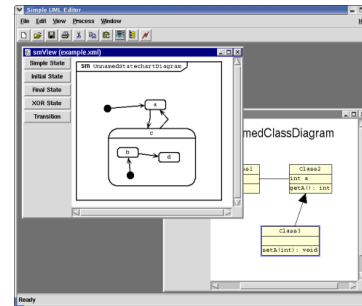 Simple UML Editor
File Edit View Process Window
smView (example.xml)
Simple State
Initial State
Final State
XOR State
Transition
sm UnnamedStatechartDiagram
a
c
b
d
medClassDiagram
Class2
int a
getA(): int
Class3
setA(int): void
Ready